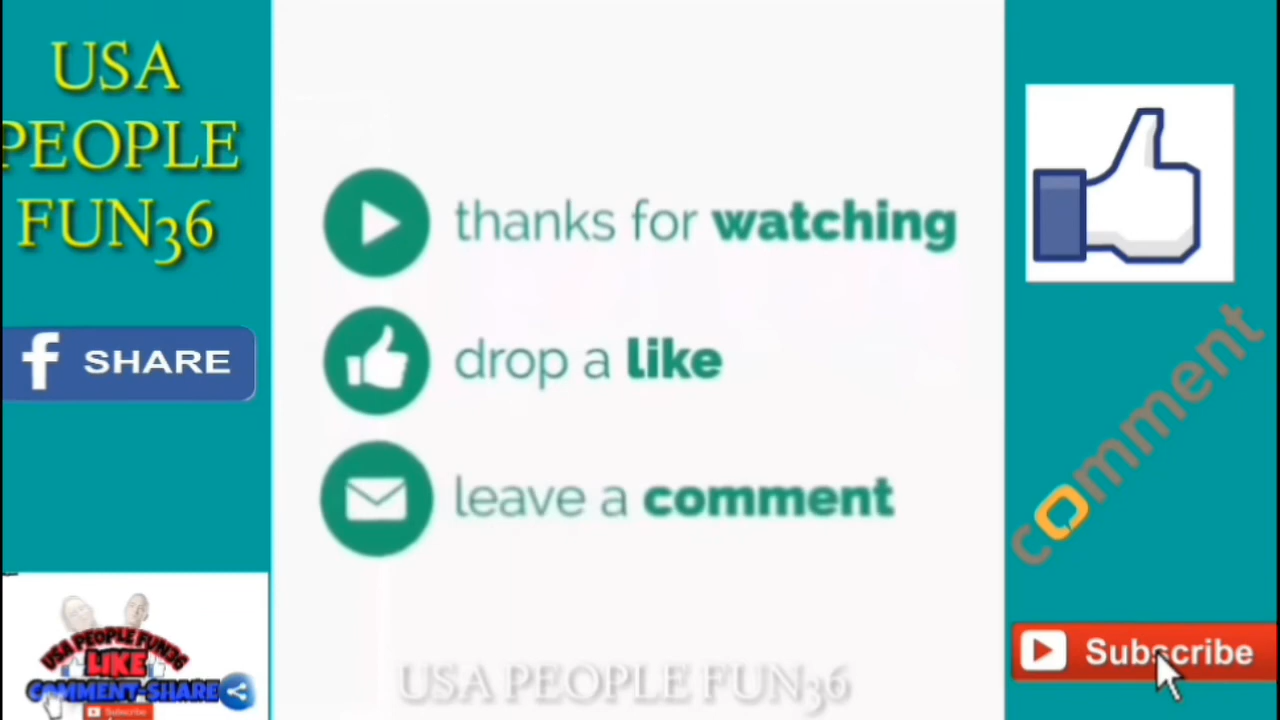 USA
PEOPLE
FUN36
f SHARE
USA PEOPLE FUN36
LIKE
COMMENT-SHARE
Subscribe
thanks for watching
drop a like
leave a comment
USA PEOPLE FUN36
comment
Subscribe